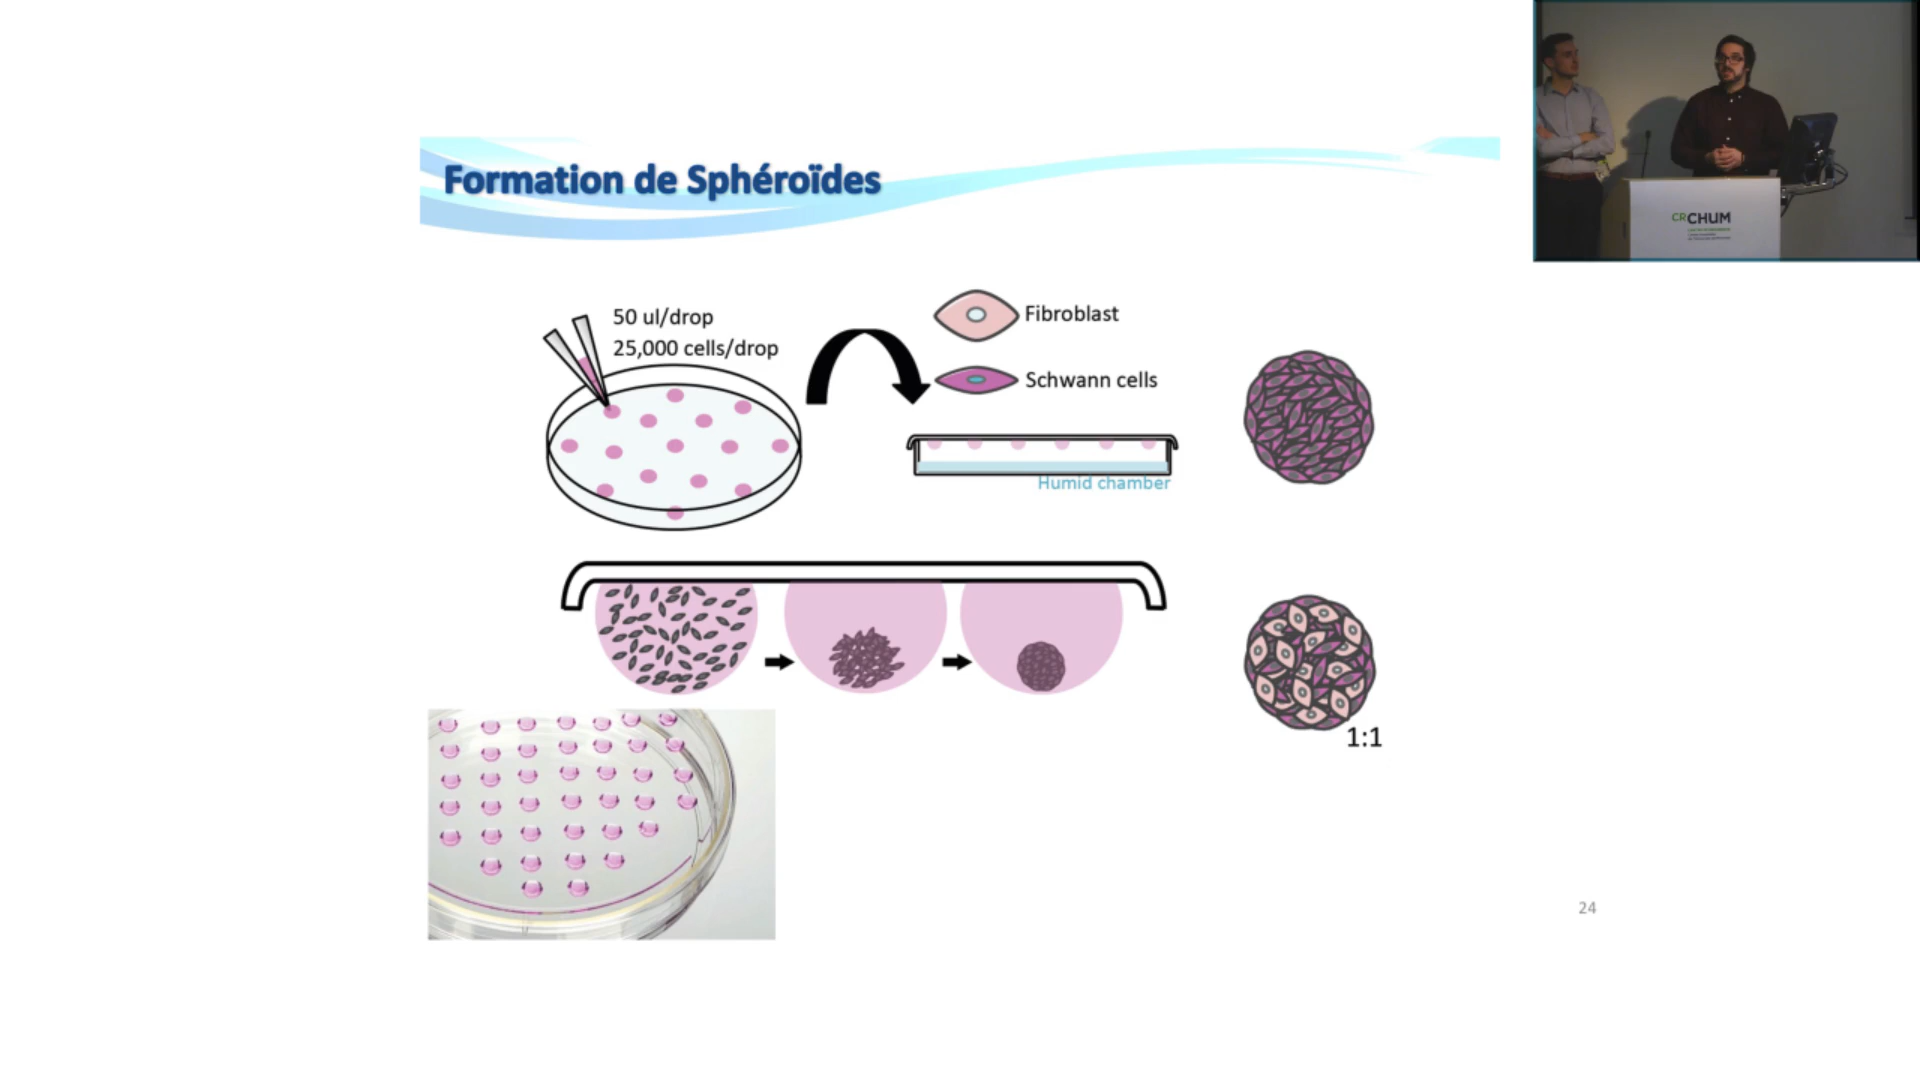 Formation de Sphéroïdes
50 ul/drop
25,000 cells/drop
Fibroblast
Schwann cells
Humid chamber
1:1
24
CRCHUM